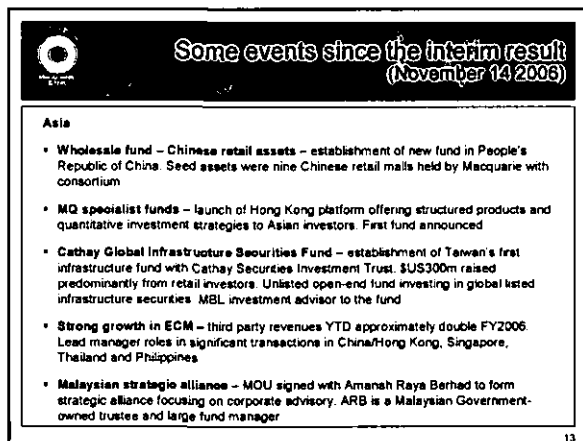 Some events since the interim result
(November 14 2006)
Asia
• Wholesale fund – Chinese retail assets – establishment of new fund in People's
Republic of China. Seed assets were nine Chinese retail malls held by Macquarie with
consortium
• MQ specialist funds – launch of Hong Kong platform offering structured products and
quantitative investment strategies to Asian investors. First fund announced
• Cathay Global Infrastructure Securities Fund – establishment of Taiwan's first
infrastructure fund with Cathay Securities Investment Trust. $US300m raised
predominantly from retail investors. Unlisted open-end fund investing in global listed
infrastructure securities. MBL investment advisor to the fund
• Strong growth in ECM – third party revenues YTD approximately double FY2006.
Lead manager roles in significant transactions in China/Hong Kong, Singapore,
Thailand and Philippines
• Malaysian strategic alliance – MOU signed with Amanah Raya Berhad to form
strategic alliance focusing on corporate advisory. ARB is a Malaysian Government-
owned trustee and large fund manager
13